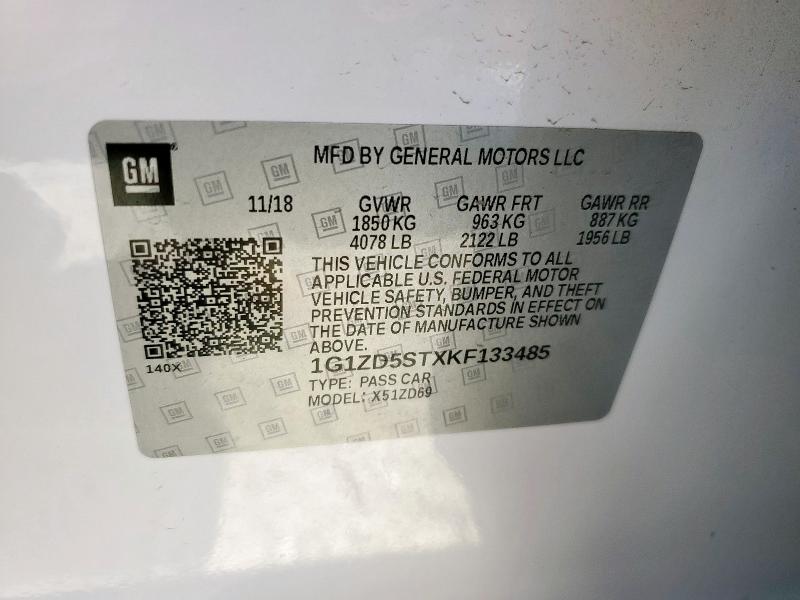 GM
MFD BY GENERAL MOTORS LLC
11/18 GVWR GAWR FRT GAWR RR
1850 KG 963 KG 887 KG
4078 LB 2122 LB 1956 LB
THIS VEHICLE CONFORMS TO ALL
APPLICABLE U.S. FEDERAL MOTOR
VEHICLE SAFETY, BUMPER, AND THEFT
PREVENTION STANDARDS IN EFFECT ON
THE DATE OF MANUFACTURE SHOWN
ABOVE.
140X
1G1ZD5STXKF133485
TYPE: PASS CAR
MODEL: X51ZD69